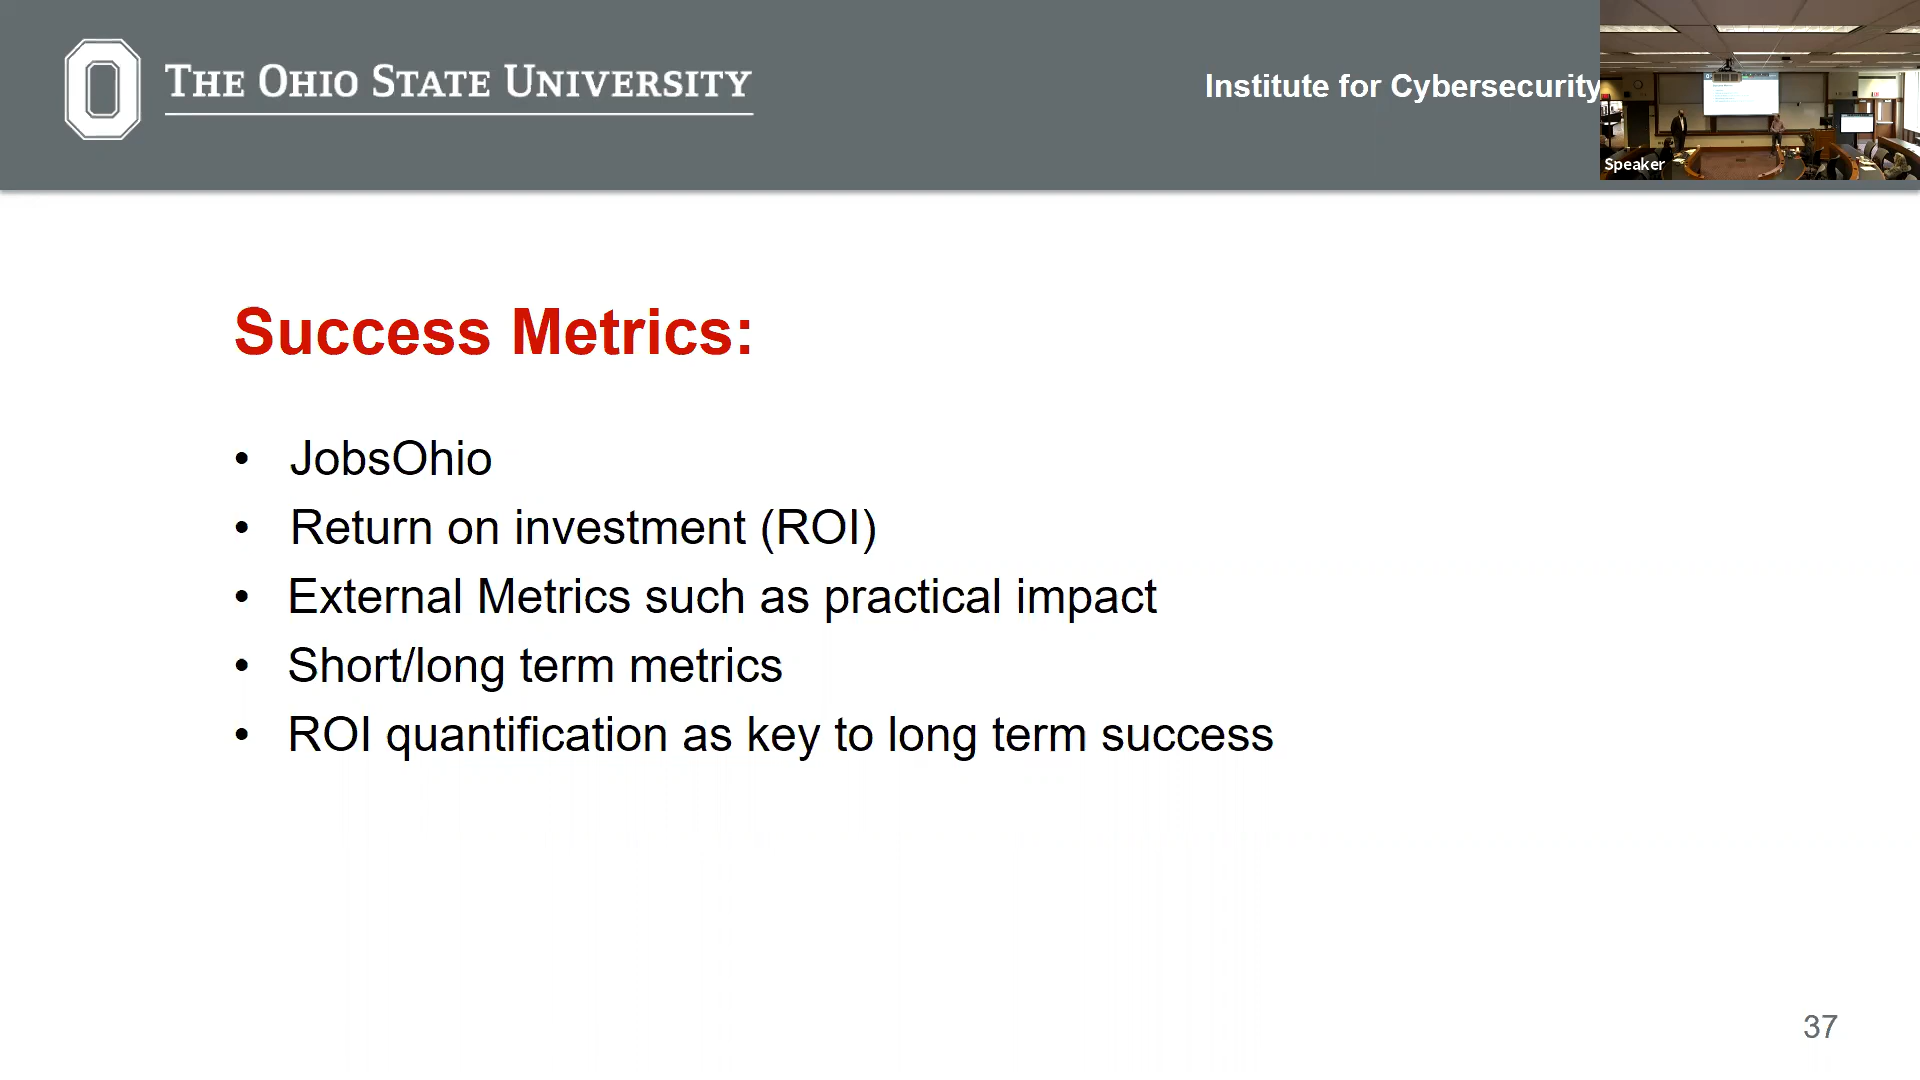 THE OHIO STATE UNIVERSITY
Institute for Cybersecurity
Speaker
Success Metrics:
• JobsOhio
• Return on investment (ROI)
• External Metrics such as practical impact
• Short/long term metrics
• ROI quantification as key to long term success
37